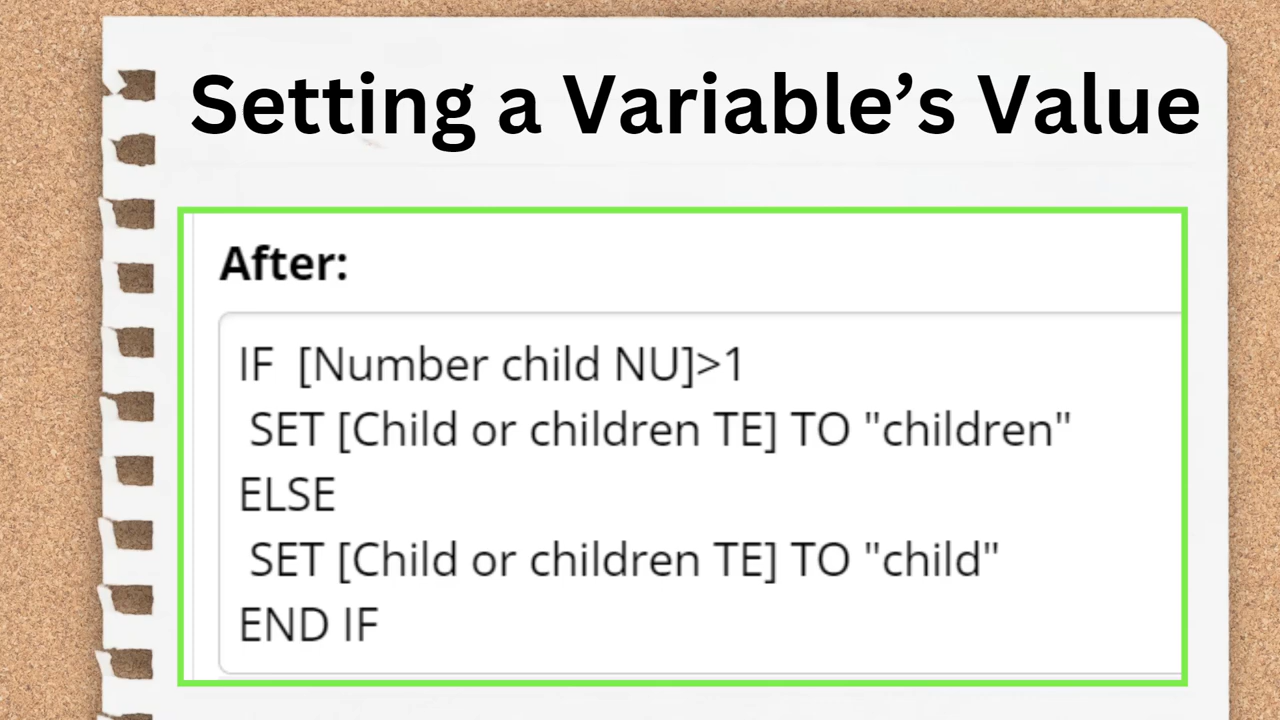 Setting a Variable’s Value
After:
IF  [Number child NU]>1
 SET [Child or children TE] TO "children"
ELSE
 SET [Child or children TE] TO "child"
END IF